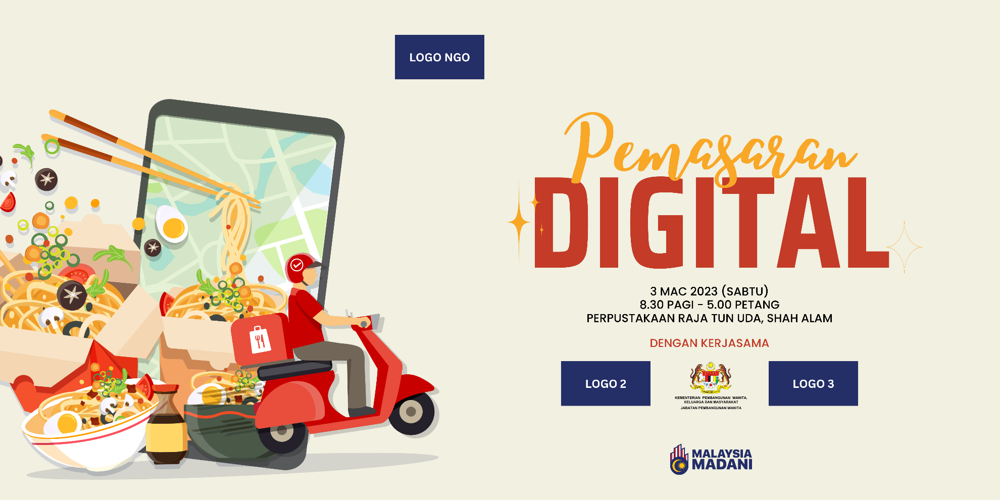 LOGO NGO
Pemasaran
DIGITAL
3 MAC 2023 (SABTU)
8.30 PAGI - 5.00 PETANG
PERPUSTAKAAN RAJA TUN UDA, SHAH ALAM
DENGAN KERJASAMA
LOGO 2
KEMENTERIAN PEMBANGUNAN WANITA,
KELUARGA DAN MASYARAKAT
JABATAN PEMBANGUNAN WANITA
LOGO 3
MALAYSIA
MADANI